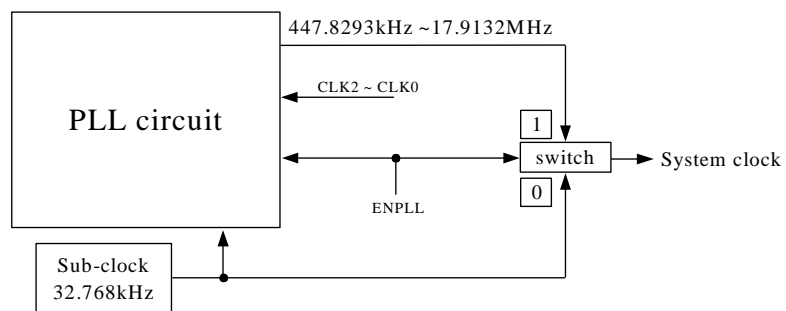 447.8293kHz ~17.9132MHz
CLK2 ~ CLK0
PLL circuit
1
switch
System clock
0
ENPLL
Sub-clock
32.768kHz